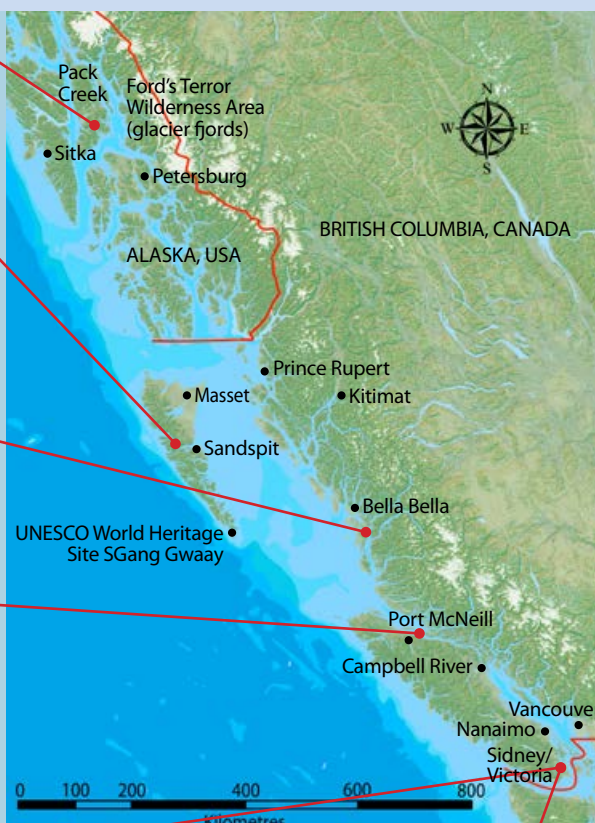 Pack
Creek
Ford's Terror
Wilderness Area
(glacier fjords)
N
W
E
S
Sitka
Petersburg
BRITISH COLUMBIA, CANADA
ALASKA, USA
Prince Rupert
Masset
Kitimat
Sandspit
Bella Bella
UNESCO World Heritage
Site SGang Gwaay
Port McNeill
Campbell River
Vancouve
Nanaimo
Sidney/
Victoria
0 200 400 600 800
Kilometres